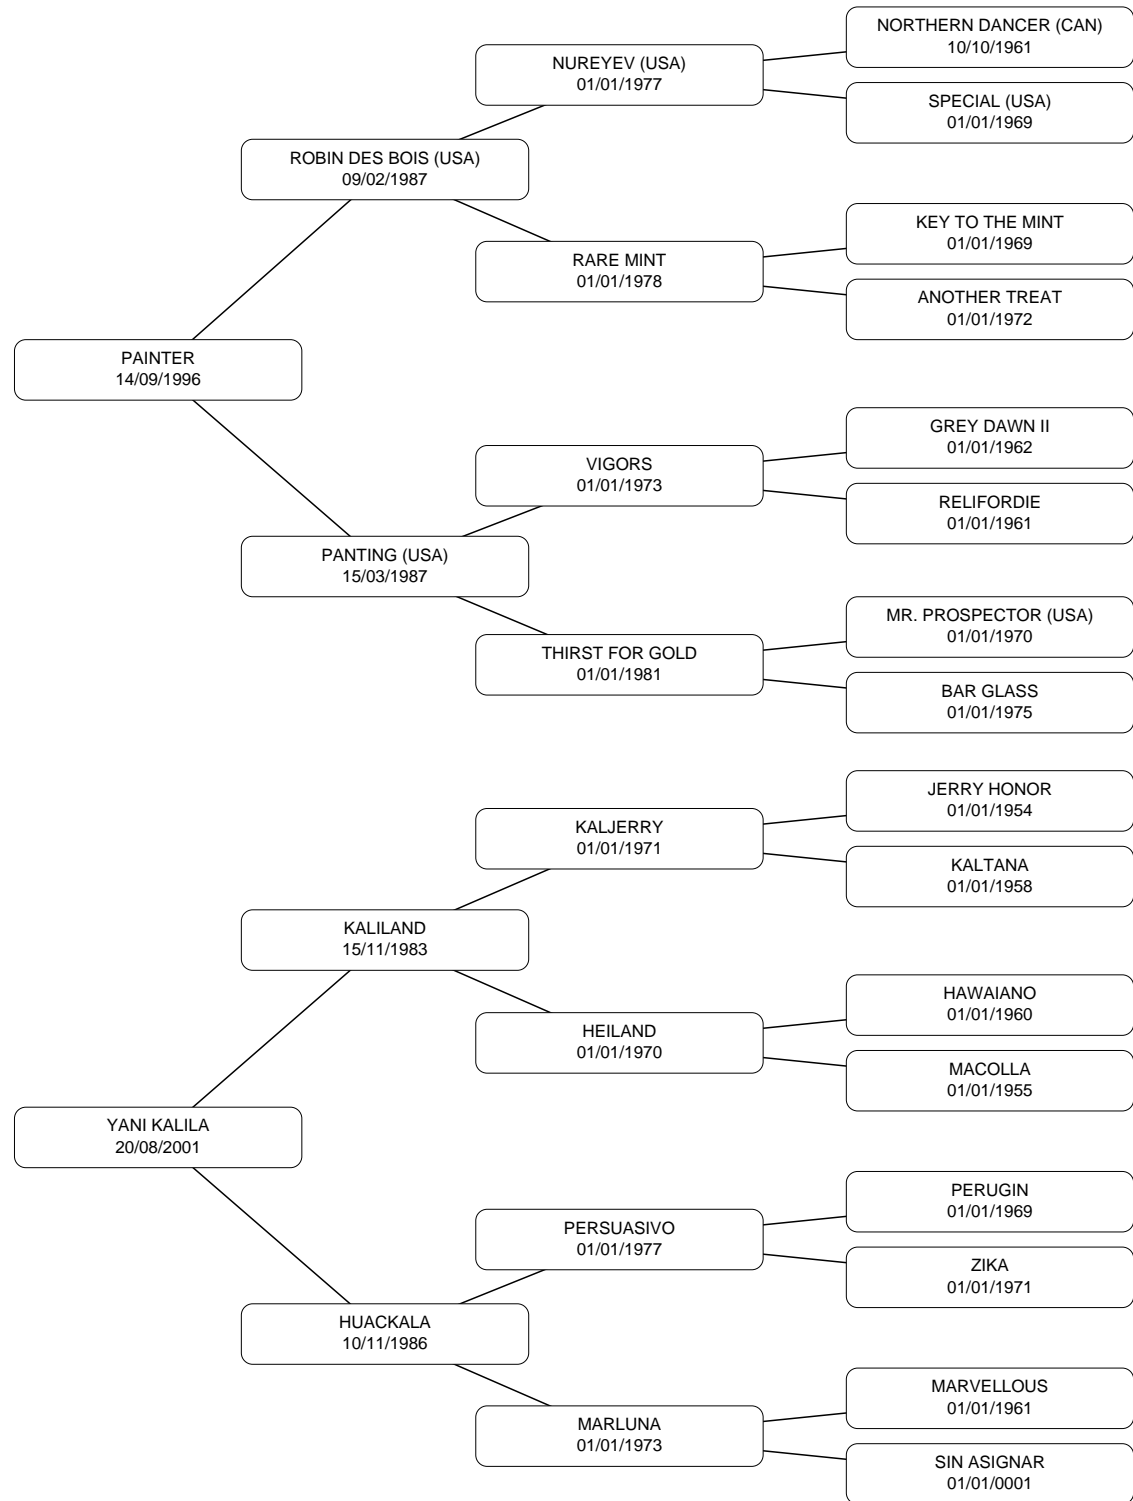 NORTHERN DANCER (CAN)
10/10/1961
NUREYEV (USA)
01/01/1977
SPECIAL (USA)
01/01/1969
ROBIN DES BOIS (USA)
09/02/1987
KEY TO THE MINT
01/01/1969
RARE MINT
01/01/1978
ANOTHER TREAT
01/01/1972
PAINTER
14/09/1996
GREY DAWN II
01/01/1962
VIGORS
01/01/1973
RELIFORDIE
01/01/1961
PANTING (USA)
15/03/1987
MR. PROSPECTOR (USA)
01/01/1970
THIRST FOR GOLD
01/01/1981
BAR GLASS
01/01/1975
JERRY HONOR
01/01/1954
KALJERRY
01/01/1971
KALTANA
01/01/1958
KALILAND
15/11/1983
HAWAIANO
01/01/1960
HEILAND
01/01/1970
MACOLLA
01/01/1955
YANI KALILA
20/08/2001
PERUGIN
01/01/1969
PERSUASIVO
01/01/1977
ZIKA
01/01/1971
HUACKALA
10/11/1986
MARVELLOUS
01/01/1961
MARLUNA
01/01/1973
SIN ASIGNAR
01/01/0001